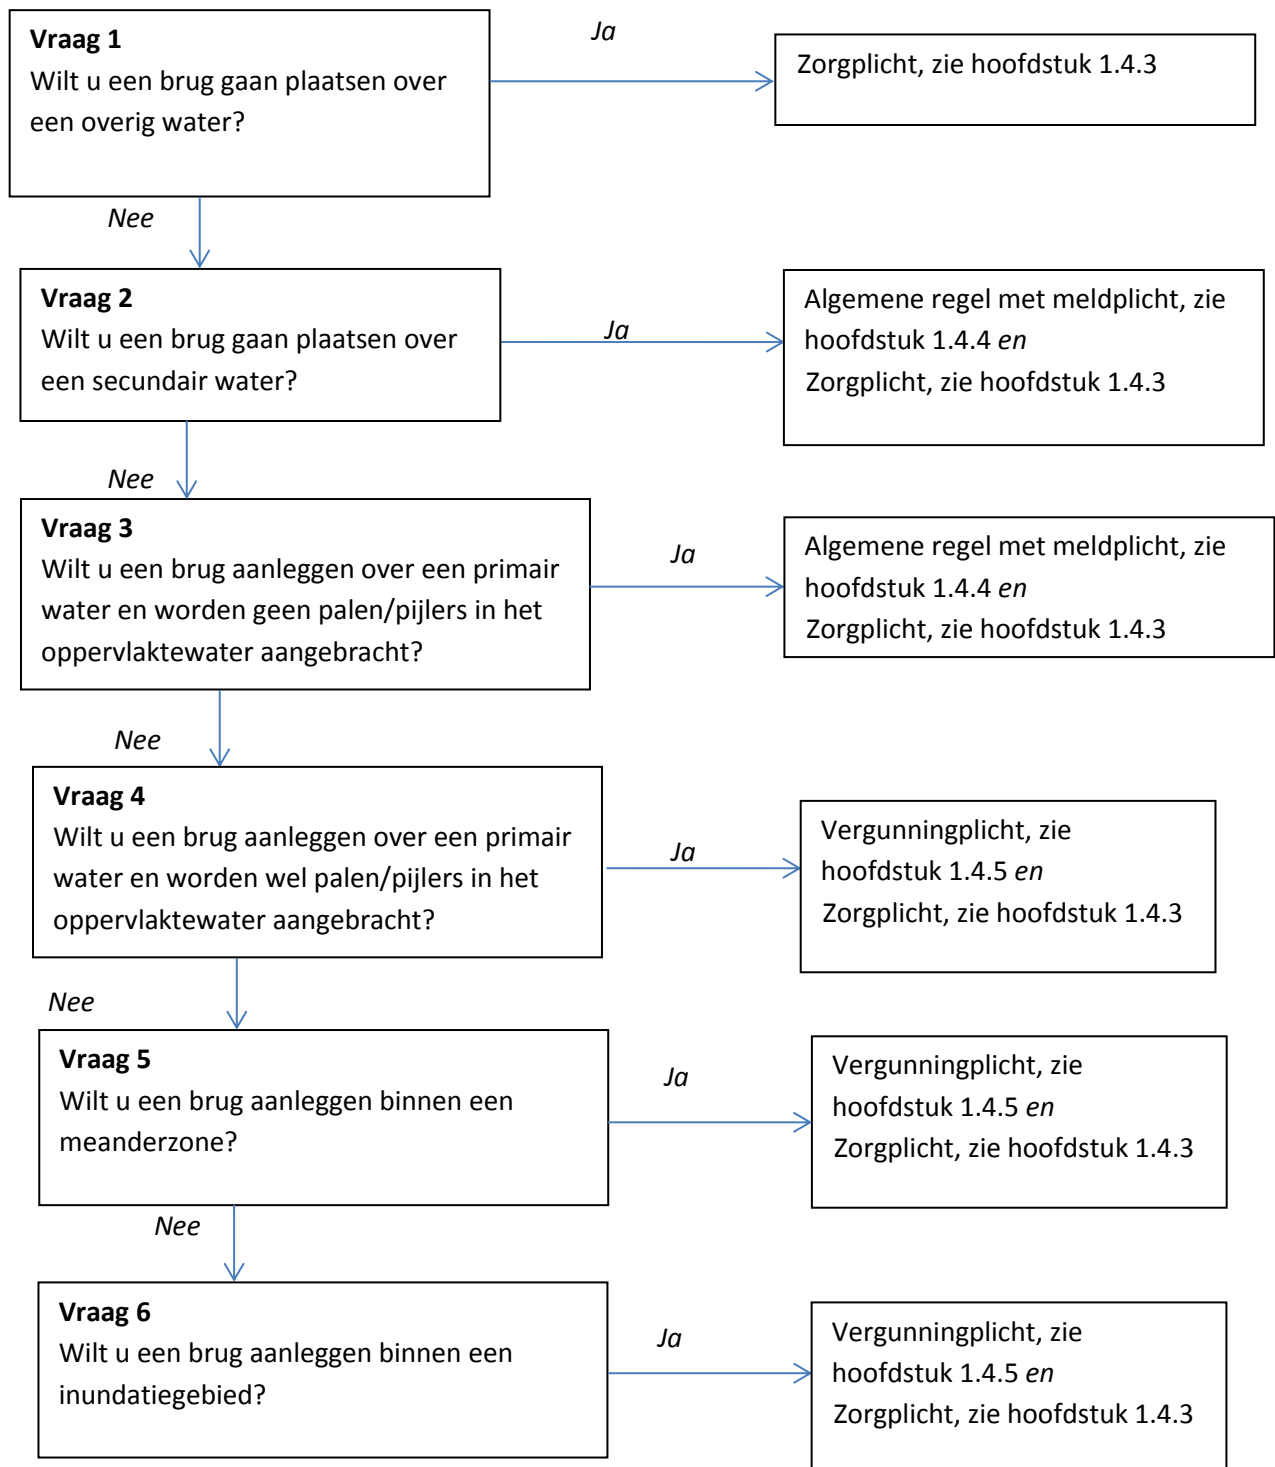 Vraag 1
Wilt u een brug gaan plaatsen over
een overig water?
Ja
Zorgplicht, zie hoofdstuk 1.4.3
Nee
Vraag 2
Wilt u een brug gaan plaatsen over
een secundair water?
Ja
Algemene regel met meldplicht, zie
hoofdstuk 1.4.4 en
Zorgplicht, zie hoofdstuk 1.4.3
Nee
Vraag 3
Wilt u een brug aanleggen over een primair
water en worden geen palen/pijlers in het
oppervlaktewater aangebracht?
Ja
Algemene regel met meldplicht, zie
hoofdstuk 1.4.4 en
Zorgplicht, zie hoofdstuk 1.4.3
Nee
Vraag 4
Wilt u een brug aanleggen over een primair
water en worden wel palen/pijlers in het
oppervlaktewater aangebracht?
Ja
Vergunningplicht, zie
hoofdstuk 1.4.5 en
Zorgplicht, zie hoofdstuk 1.4.3
Nee
Vraag 5
Wilt u een brug aanleggen binnen een
meanderzone?
Ja
Vergunningplicht, zie
hoofdstuk 1.4.5 en
Zorgplicht, zie hoofdstuk 1.4.3
Nee
Vraag 6
Wilt u een brug aanleggen binnen een
inundatiegebied?
Ja
Vergunningplicht, zie
hoofdstuk 1.4.5 en
Zorgplicht, zie hoofdstuk 1.4.3